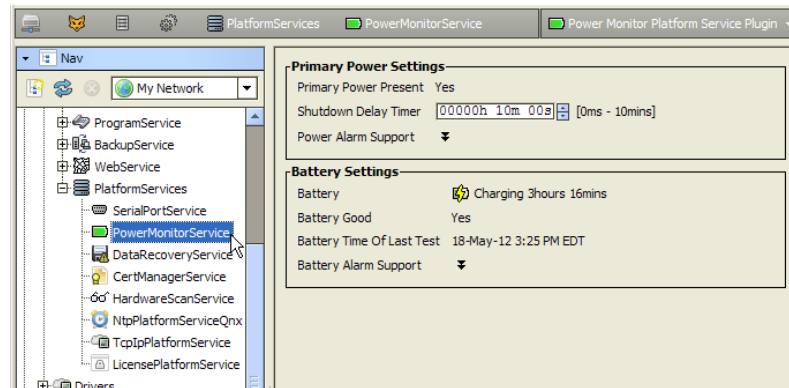 PlatformServices PowerMonitorService Power Monitor Platform Service Plugin
Nav
My Network
ProgramService
BackupService
WebService
PlatformServices
SerialPortService
PowerMonitorService
DataRecoveryService
CertManagerService
HardwareScanService
NtpPlatformServiceQnx
TcpIpPlatformService
LicensePlatformService
Drivers
Primary Power Settings
Primary Power Present Yes
Shutdown Delay Timer 00000h 10m 00s [0ms - 10mins]
Power Alarm Support
Battery Settings
Battery Charging 3hours 16mins
Battery Good Yes
Battery Time Of Last Test 18-May-12 3:25 PM EDT
Battery Alarm Support